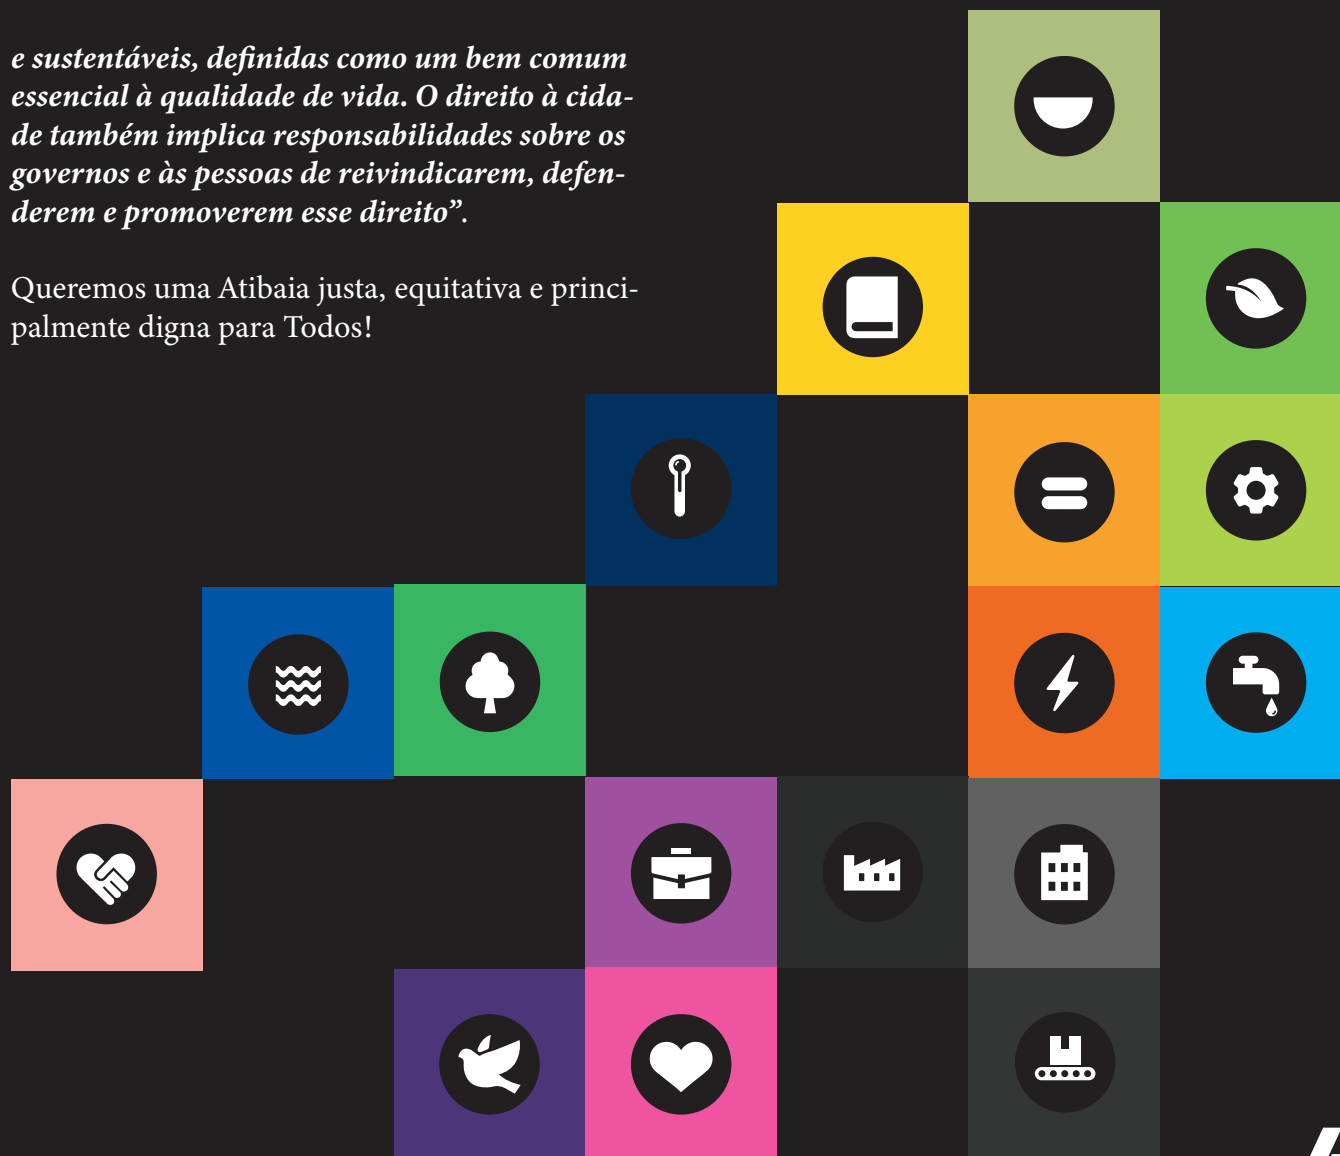 e sustentáveis, definidas como um bem comum
essencial à qualidade de vida. O direito à cida-
de também implica responsabilidades sobre os
governos e às pessoas de reivindicarem, defen-
derem e promoverem esse direito”.
Queremos uma Atibaia justa, equitativa e princi-
palmente digna para Todos!